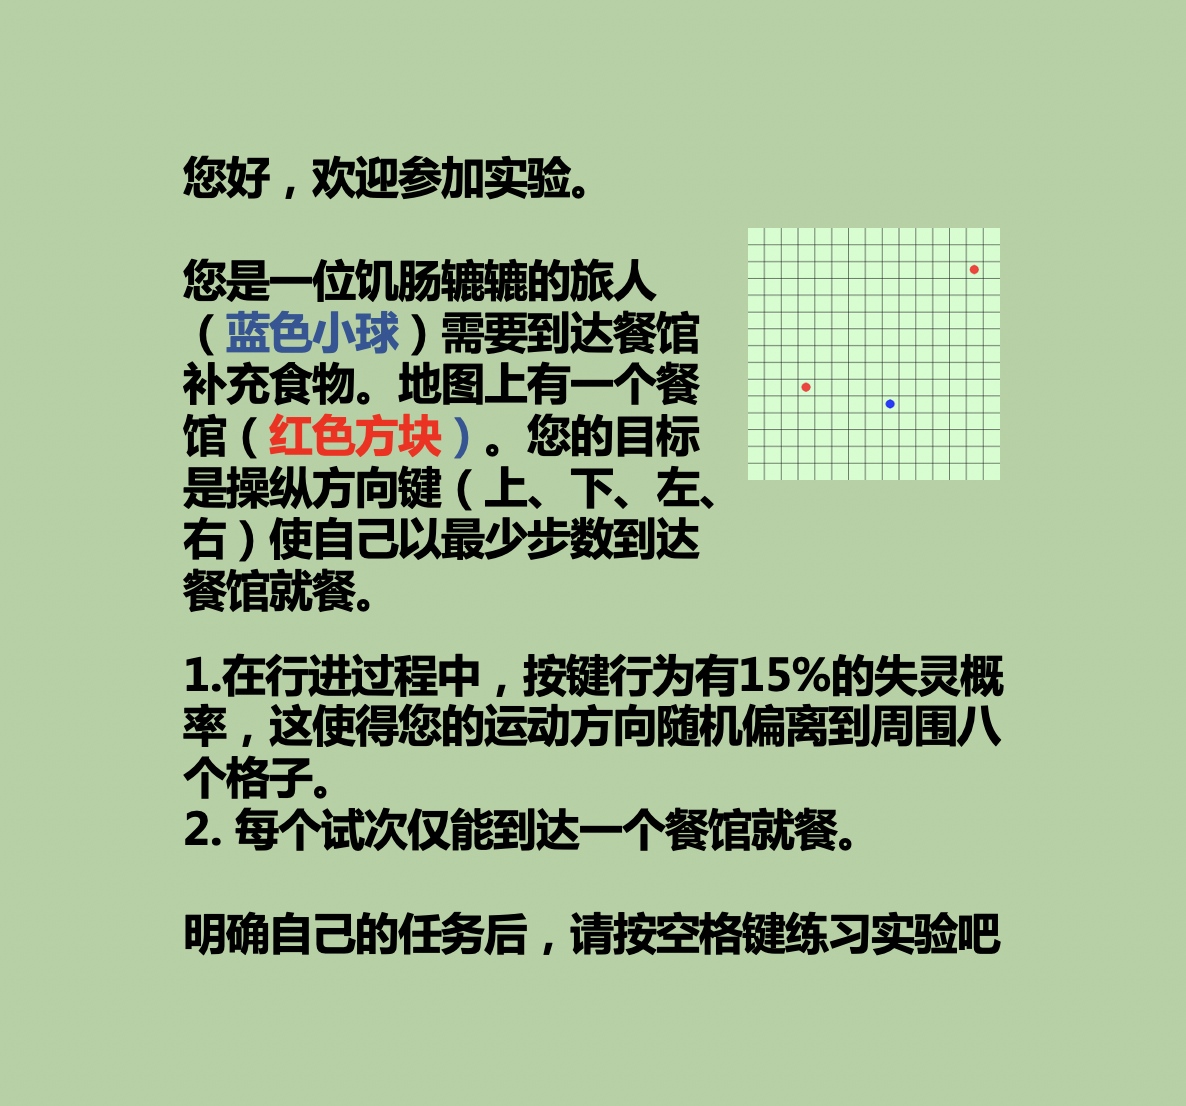 您好，欢迎参加实验。
您是一位饥肠辘辘的旅人
（蓝色小球）需要到达餐馆
补充食物。地图上有一个餐
馆（红色方块）。您的目标
是操纵方向键（上、下、左、
右）使自己以最少步数到达
餐馆就餐。
1.在行进过程中，按键行为有15%的失灵概
率，这使得您的运动方向随机偏离到周围八
个格子。
2. 每个试次仅能到达一个餐馆就餐。
明确自己的任务后，请按空格键练习实验吧